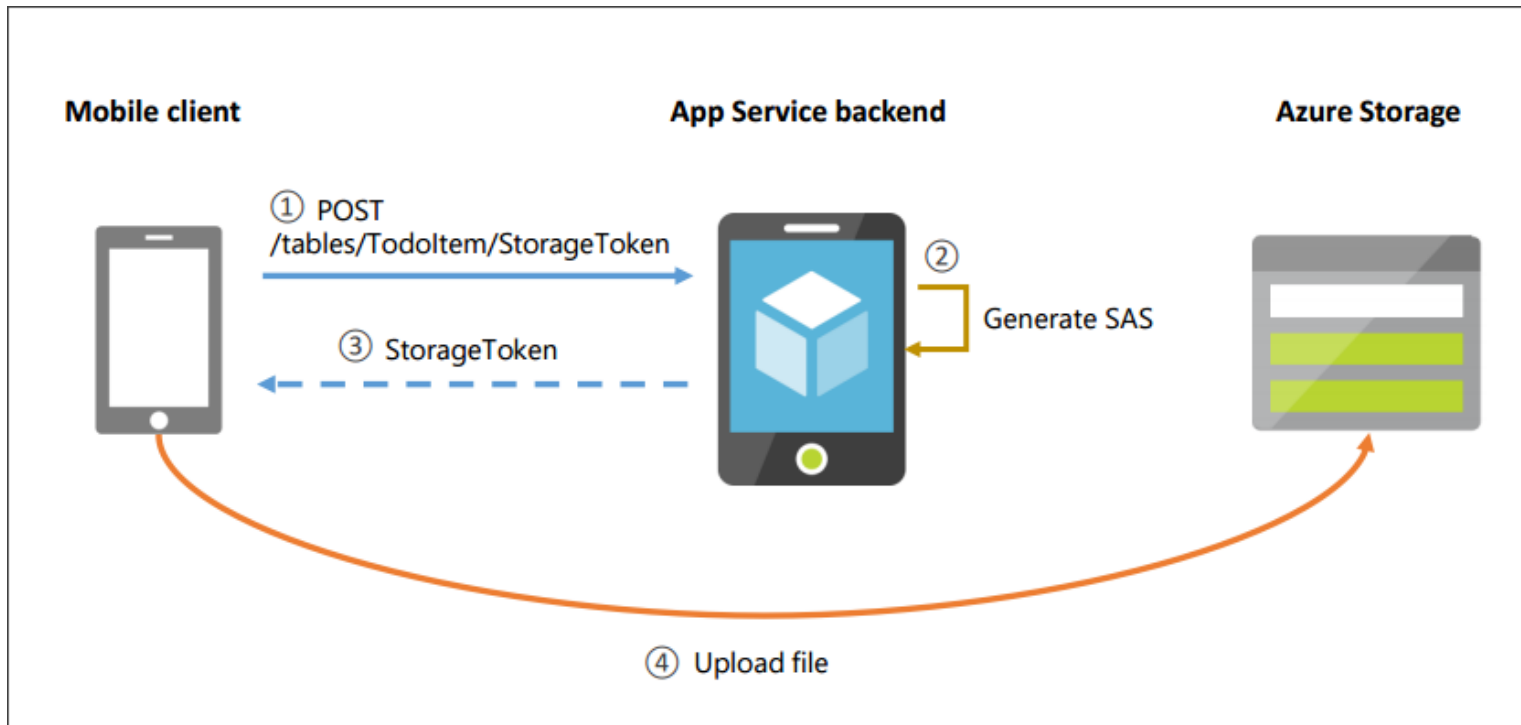 Mobile client
App Service backend
Azure Storage
① POST
/tables/TodoItem/StorageToken
②
Generate SAS
③ StorageToken
④ Upload file